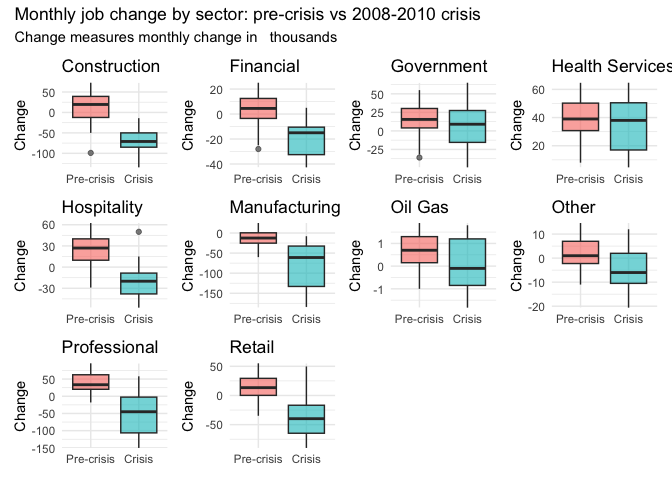 Monthly job change by sector: pre-crisis vs 2008-2010 crisis
Change measures monthly change in   thousands
Construction
Change
50
0
-50
-100
Pre-crisis Crisis
Financial
Change
20
0
-20
-40
Pre-crisis Crisis
Government
Change
50
25
0
-25
Pre-crisis Crisis
Health Services
Change
60
40
20
Pre-crisis Crisis
Hospitality
Change
60
30
0
-30
Pre-crisis Crisis
Manufacturing
Change
0
-50
-100
-150
Pre-crisis Crisis
Oil Gas
Change
1
0
-1
Pre-crisis Crisis
Other
Change
10
0
-10
-20
Pre-crisis Crisis
Professional
Change
50
0
-50
-100
-150
Pre-crisis Crisis
Retail
Change
50
0
-50
Pre-crisis Crisis